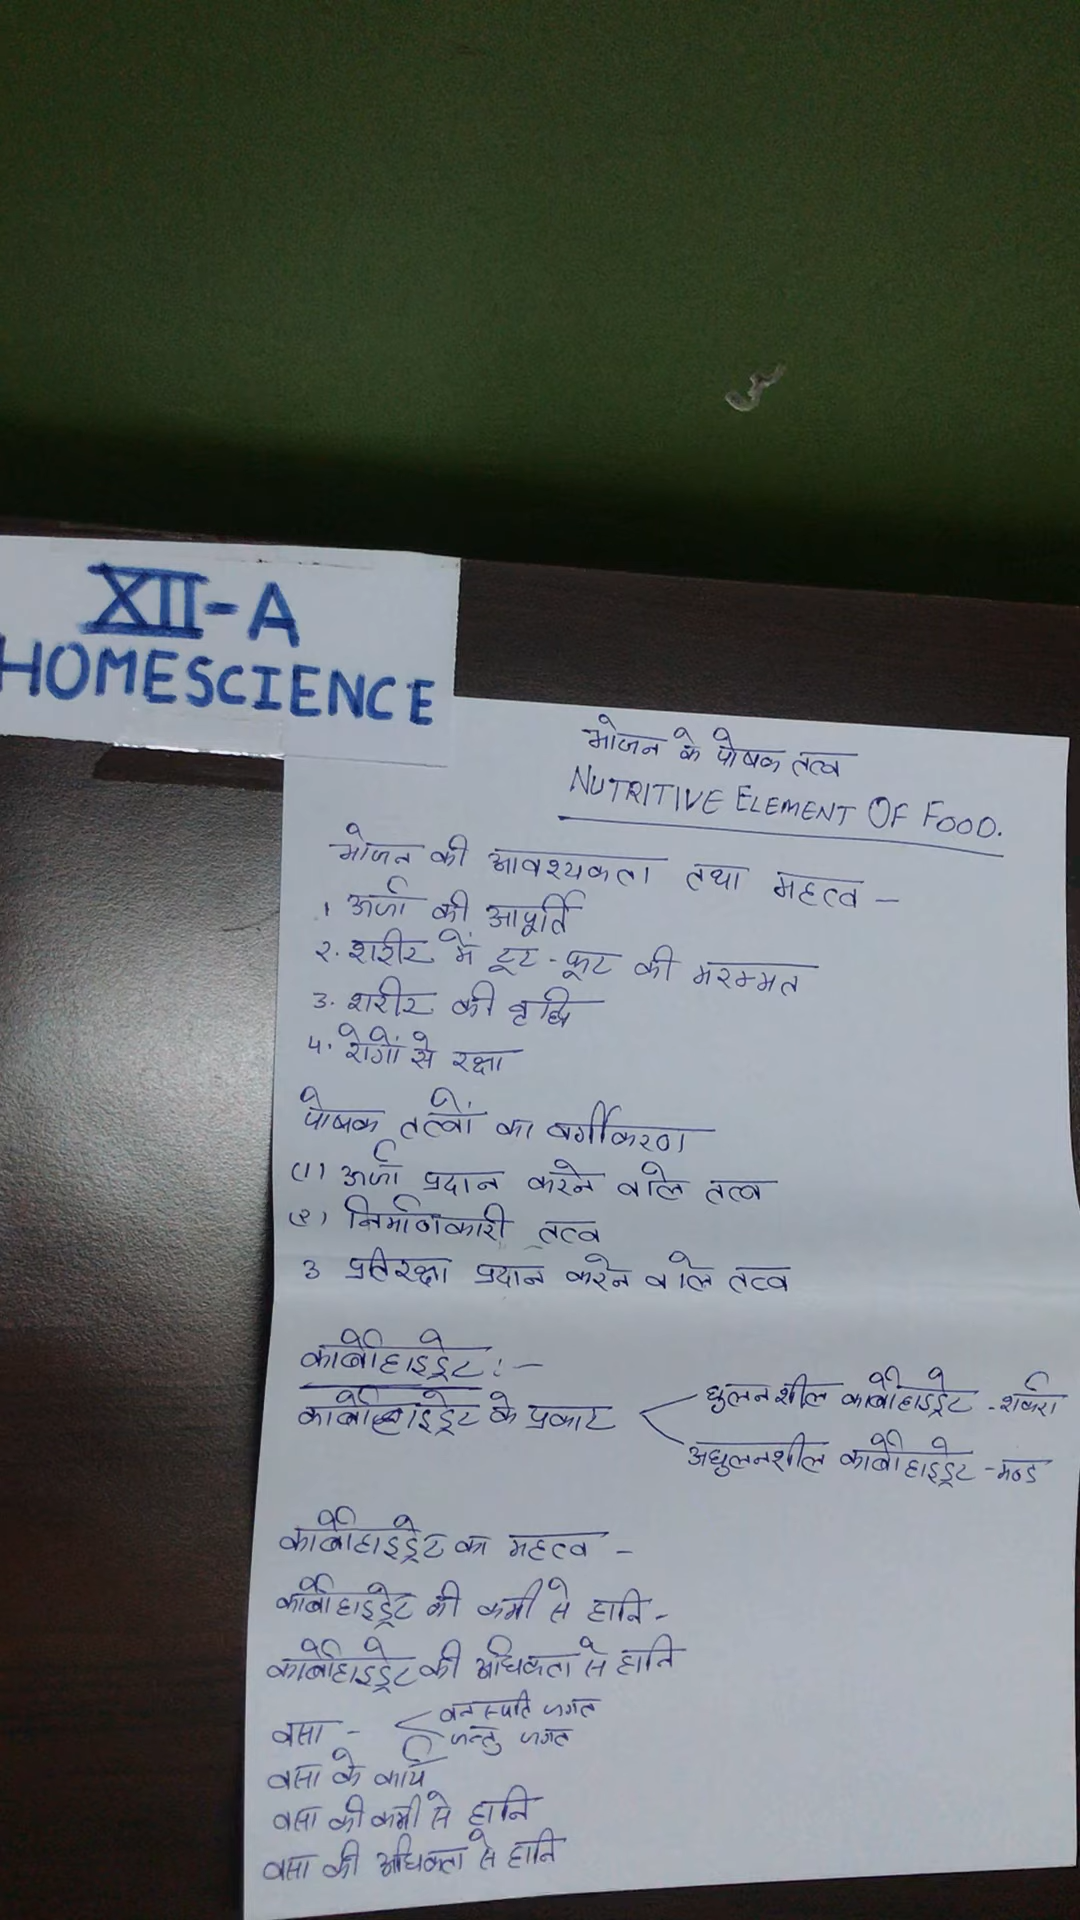 XII-A
HOMESCIENCE
भोजन के पोषक तत्व
NUTRITIVE ELEMENT OF FOOD.
भोजन की आवश्यकता तथा महत्व –
1 ऊर्जा की आपूर्ति
२. शरीर में टूट-फूट की मरम्मत
3. शरीर की वृद्धि
4. रोगों से रक्षा
पोषक तत्वों का वर्गीकरण
(1) ऊर्जा प्रदान करने वाले तत्व
(२) निर्माणकारी तत्व
3 प्रतिरक्षा प्रदान करने वाले तत्व
कार्बोहाइड्रेट:-
कार्बोहाइड्रेट के प्रकार
घुलनशील कार्बोहाइड्रेट - शर्करा
अघुलनशील कार्बोहाइड्रेट - मण्ड
कार्बोहाइड्रेट का महत्व –
कार्बोहाइड्रेट की कमी से हानि -
कार्बोहाइड्रेट की अधिकता से हानि
वसा - वनस्पति जगत
जन्तु जगत
वसा के कार्य
वसा की कमी से हानि
वसा की अधिकता से हानि